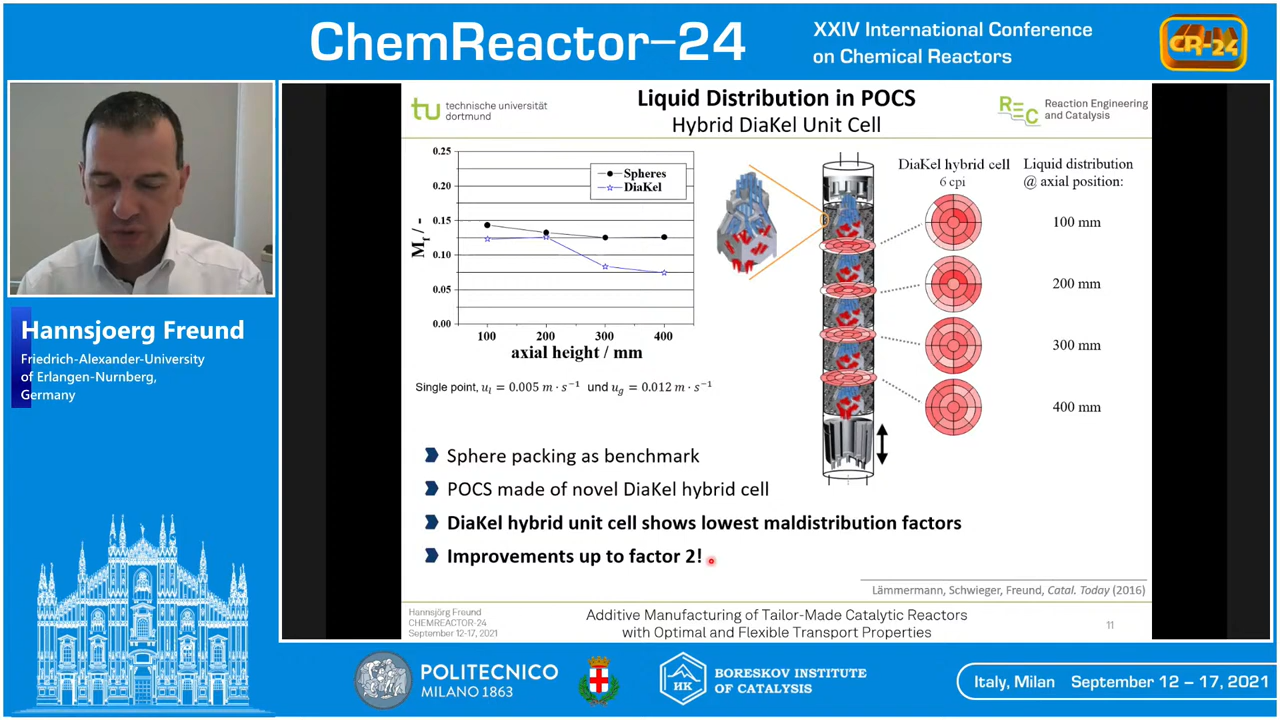 ChemReactor-24
XXIV International Conference
on Chemical Reactors
CR-24
Hannsjoerg Freund
Friedrich-Alexander-University
of Erlangen-Nurnberg,
Germany
tu technische universität
dortmund
Liquid Distribution in POCS
Hybrid DiaKel Unit Cell
REC Reaction Engineering
and Catalysis
0.25
0.20
0.15
0.10
0.05
0.00
Mf / -
Spheres
DiaKel
100 200 300 400
axial height / mm
Single point, ul = 0.005 m · s⁻¹ und ug = 0.012 m · s⁻¹
DiaKel hybrid cell
6 cpi
Liquid distribution
@ axial position:
100 mm
200 mm
300 mm
400 mm
Sphere packing as benchmark
POCS made of novel DiaKel hybrid cell
DiaKel hybrid unit cell shows lowest maldistribution factors
Improvements up to factor 2!
Lämmermann, Schwieger, Freund, Catal. Today (2016)
Hannsjörg Freund
CHEMREACTOR-24
September 12-17, 2021
Additive Manufacturing of Tailor-Made Catalytic Reactors
with Optimal and Flexible Transport Properties
11
POLITECNICO
MILANO 1863
HK
BORESKOV INSTITUTE
OF CATALYSIS
Italy, Milan September 12 – 17, 2021